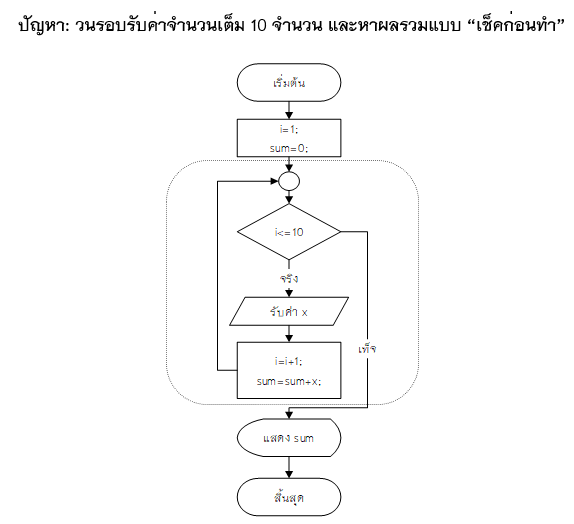 ปัญหา: วนรอบรับค่าจำนวนเต็ม 10 จำนวน และหาผลรวมแบบ “เช็คก่อนทำ”
เริ่มต้น
i=1;
sum=0;
i<=10
จริง
รับค่า x
i=i+1;
sum=sum+x;
เท็จ
แสดง sum
สิ้นสุด